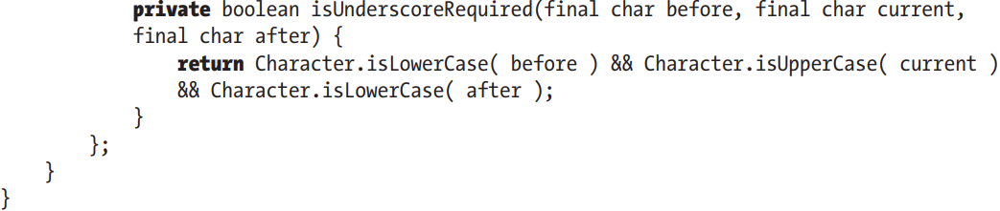 private boolean isUnderscoreRequired(final char before, final char current,
final char after) {
return Character.isLowerCase( before ) && Character.isUpperCase( current )
&& Character.isLowerCase( after );
}
};
}
}